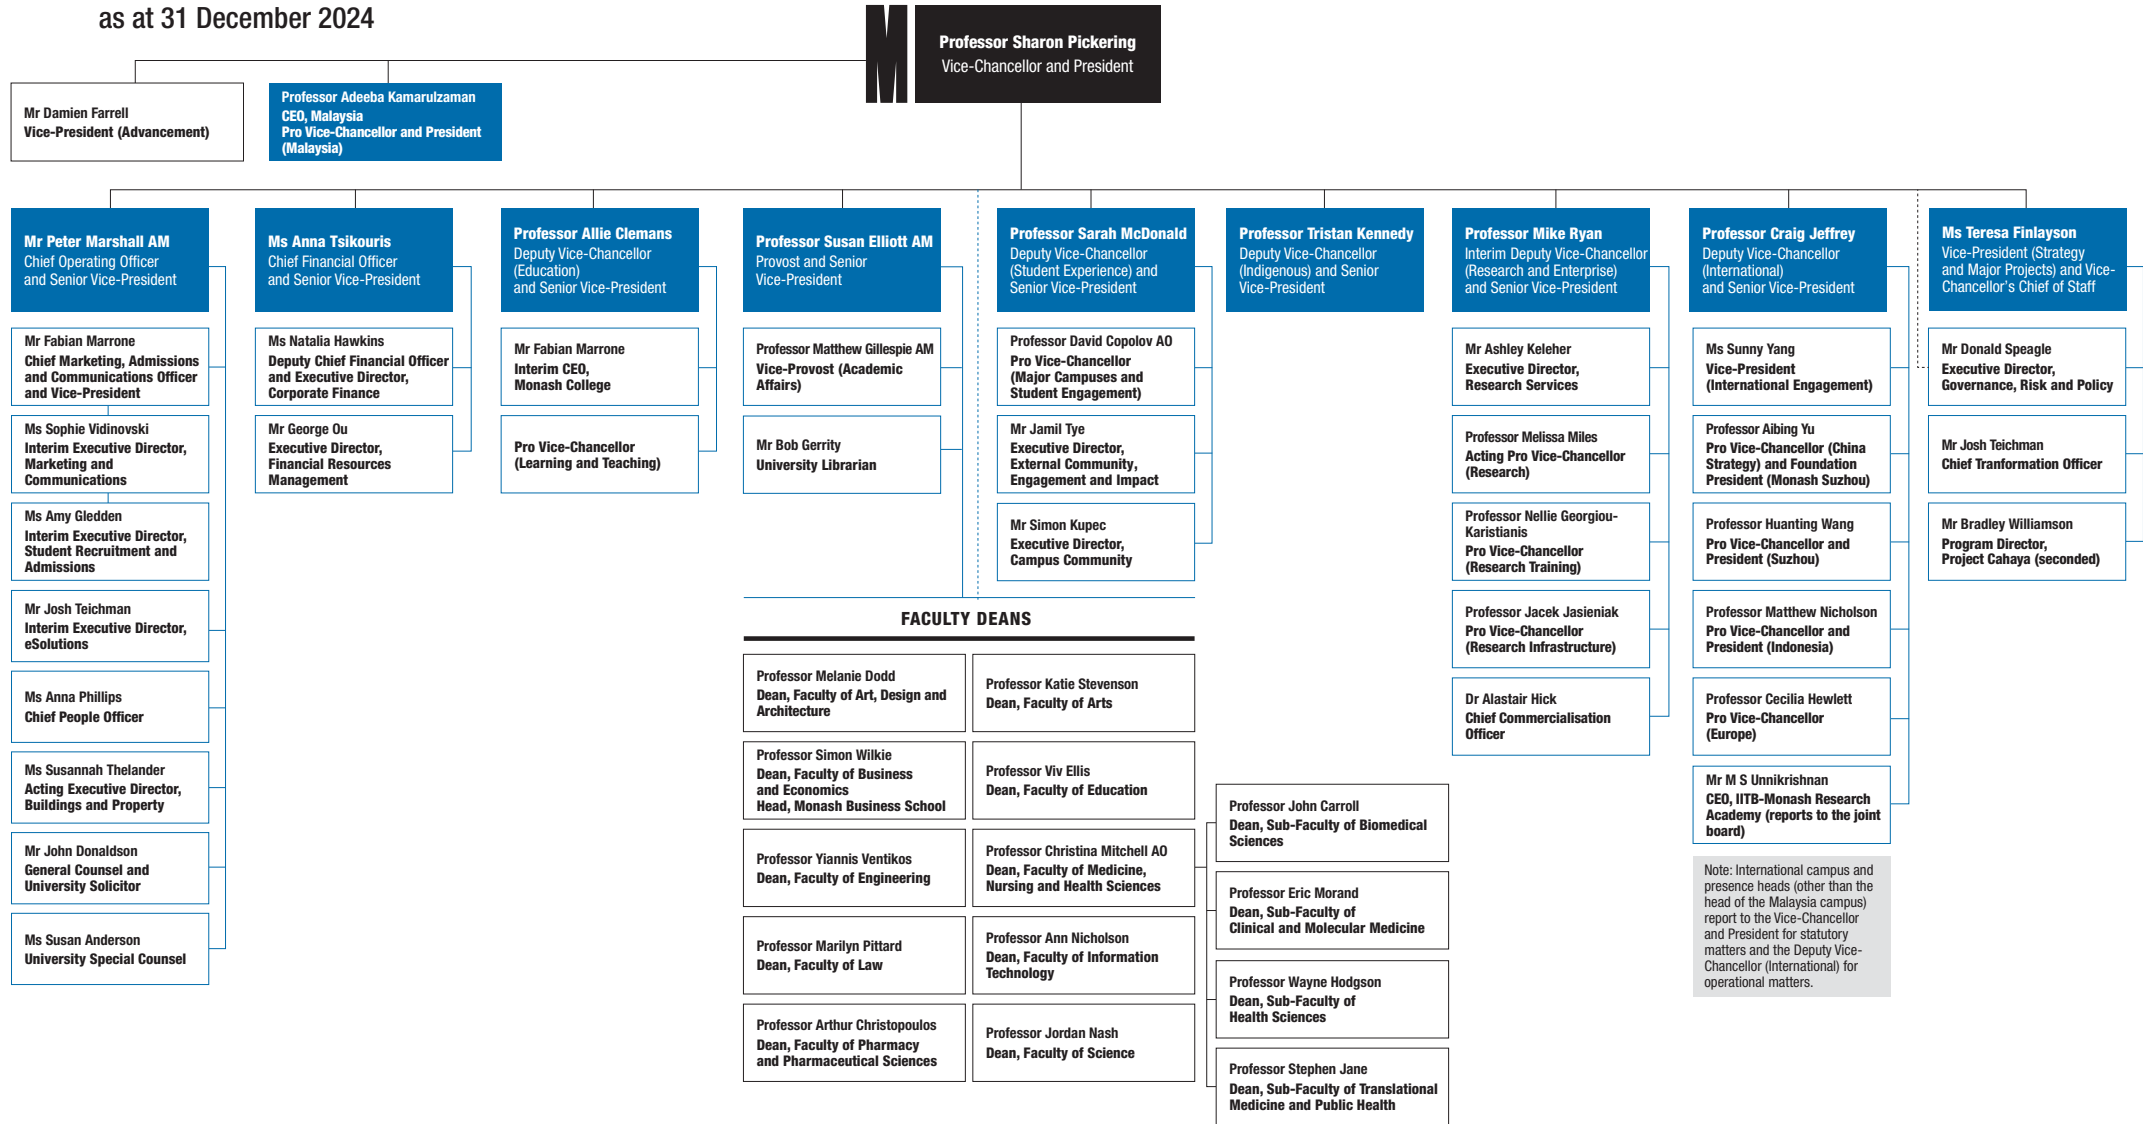 as at 31 December 2024
M
Professor Sharon Pickering
Vice-Chancellor and President
Mr Damien Farrell
Vice-President (Advancement)
Professor Adeeba Kamarulzaman
CEO, Malaysia
Pro Vice-Chancellor and President
(Malaysia)
Mr Peter Marshall AM
Chief Operating Officer
and Senior Vice-President
Mr Fabian Marrone
Chief Marketing, Admissions
and Communications Officer
and Vice-President
Ms Sophie Vidinovski
Interim Executive Director,
Marketing and
Communications
Ms Amy Gledden
Interim Executive Director,
Student Recruitment and
Admissions
Mr Josh Teichman
Interim Executive Director,
eSolutions
Ms Anna Phillips
Chief People Officer
Ms Susannah Thelander
Acting Executive Director,
Buildings and Property
Mr John Donaldson
General Counsel and
University Solicitor
Ms Susan Anderson
University Special Counsel
Ms Anna Tsikouris
Chief Financial Officer
and Senior Vice-President
Ms Natalia Hawkins
Deputy Chief Financial Officer
and Executive Director,
Corporate Finance
Mr George Ou
Executive Director,
Financial Resources
Management
Professor Allie Clemans
Deputy Vice-Chancellor
(Education)
and Senior Vice-President
Mr Fabian Marrone
Interim CEO,
Monash College
Pro Vice-Chancellor
(Learning and Teaching)
Professor Susan Elliott AM
Provost and Senior
Vice-President
Professor Matthew Gillespie AM
Vice-Provost (Academic
Affairs)
Mr Bob Gerrity
University Librarian
Professor Sarah McDonald
Deputy Vice-Chancellor
(Student Experience) and
Senior Vice-President
Professor David Copolov AO
Pro Vice-Chancellor
(Major Campuses and
Student Engagement)
Mr Jamil Tye
Executive Director,
External Community,
Engagement and Impact
Mr Simon Kupec
Executive Director,
Campus Community
FACULTY DEANS
Professor Melanie Dodd
Dean, Faculty of Art, Design and
Architecture
Professor Katie Stevenson
Dean, Faculty of Arts
Professor Simon Wilkie
Dean, Faculty of Business
and Economics
Head, Monash Business School
Professor Viv Ellis
Dean, Faculty of Education
Professor Yiannis Ventikos
Dean, Faculty of Engineering
Professor Christina Mitchell AO
Dean, Faculty of Medicine,
Nursing and Health Sciences
Professor Marilyn Pittard
Dean, Faculty of Law
Professor Ann Nicholson
Dean, Faculty of Information
Technology
Professor Arthur Christopoulos
Dean, Faculty of Pharmacy
and Pharmaceutical Sciences
Professor Jordan Nash
Dean, Faculty of Science
Professor John Carroll
Dean, Sub-Faculty of Biomedical
Sciences
Professor Eric Morand
Dean, Sub-Faculty of
Clinical and Molecular Medicine
Professor Wayne Hodgson
Dean, Sub-Faculty of
Health Sciences
Professor Stephen Jane
Dean, Sub-Faculty of Translational
Medicine and Public Health
Professor Tristan Kennedy
Deputy Vice-Chancellor
(Indigenous) and Senior
Vice-President
Professor Mike Ryan
Interim Deputy Vice-Chancellor
(Research and Enterprise)
and Senior Vice-President
Mr Ashley Keleher
Executive Director,
Research Services
Professor Melissa Miles
Acting Pro Vice-Chancellor
(Research)
Professor Nellie Georgiou-
Karistianis
Pro Vice-Chancellor
(Research Training)
Professor Jacek Jasieniak
Pro Vice-Chancellor
(Research Infrastructure)
Dr Alastair Hick
Chief Commercialisation
Officer
Professor Craig Jeffrey
Deputy Vice-Chancellor
(International)
and Senior Vice-President
Ms Sunny Yang
Vice-President
(International Engagement)
Professor Aibing Yu
Pro Vice-Chancellor (China
Strategy) and Foundation
President (Monash Suzhou)
Professor Huanting Wang
Pro Vice-Chancellor and
President (Suzhou)
Professor Matthew Nicholson
Pro Vice-Chancellor and
President (Indonesia)
Professor Cecilia Hewlett
Pro Vice-Chancellor
(Europe)
Mr M S Unnikrishnan
CEO, IITB-Monash Research
Academy (reports to the joint
board)
Note: International campus and
presence heads (other than the
head of the Malaysia campus)
report to the Vice-Chancellor
and President for statutory
matters and the Deputy Vice-
Chancellor (International) for
operational matters.
Ms Teresa Finlayson
Vice-President (Strategy
and Major Projects) and Vice-
Chancellor's Chief of Staff
Mr Donald Speagle
Executive Director,
Governance, Risk and Policy
Mr Josh Teichman
Chief Tranformation Officer
Mr Bradley Williamson
Program Director,
Project Cahaya (seconded)